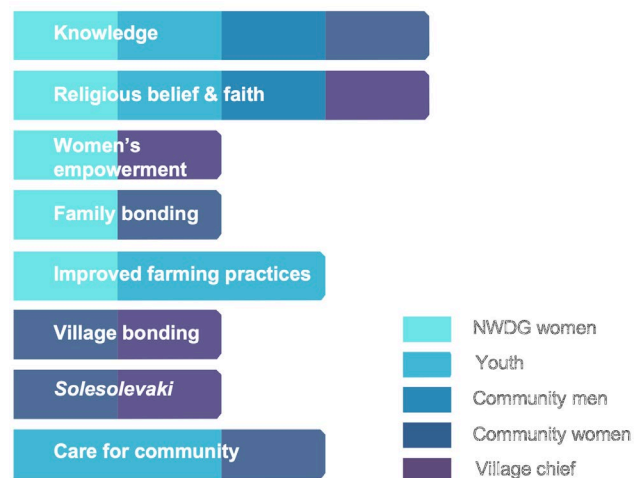 Knowledge
Religious belief & faith
Women's
empowerment
Family bonding
Improved farming practices
Village bonding
Solesolevaki
Care for community
NWDG women
Youth
Community men
Community women
Village chief